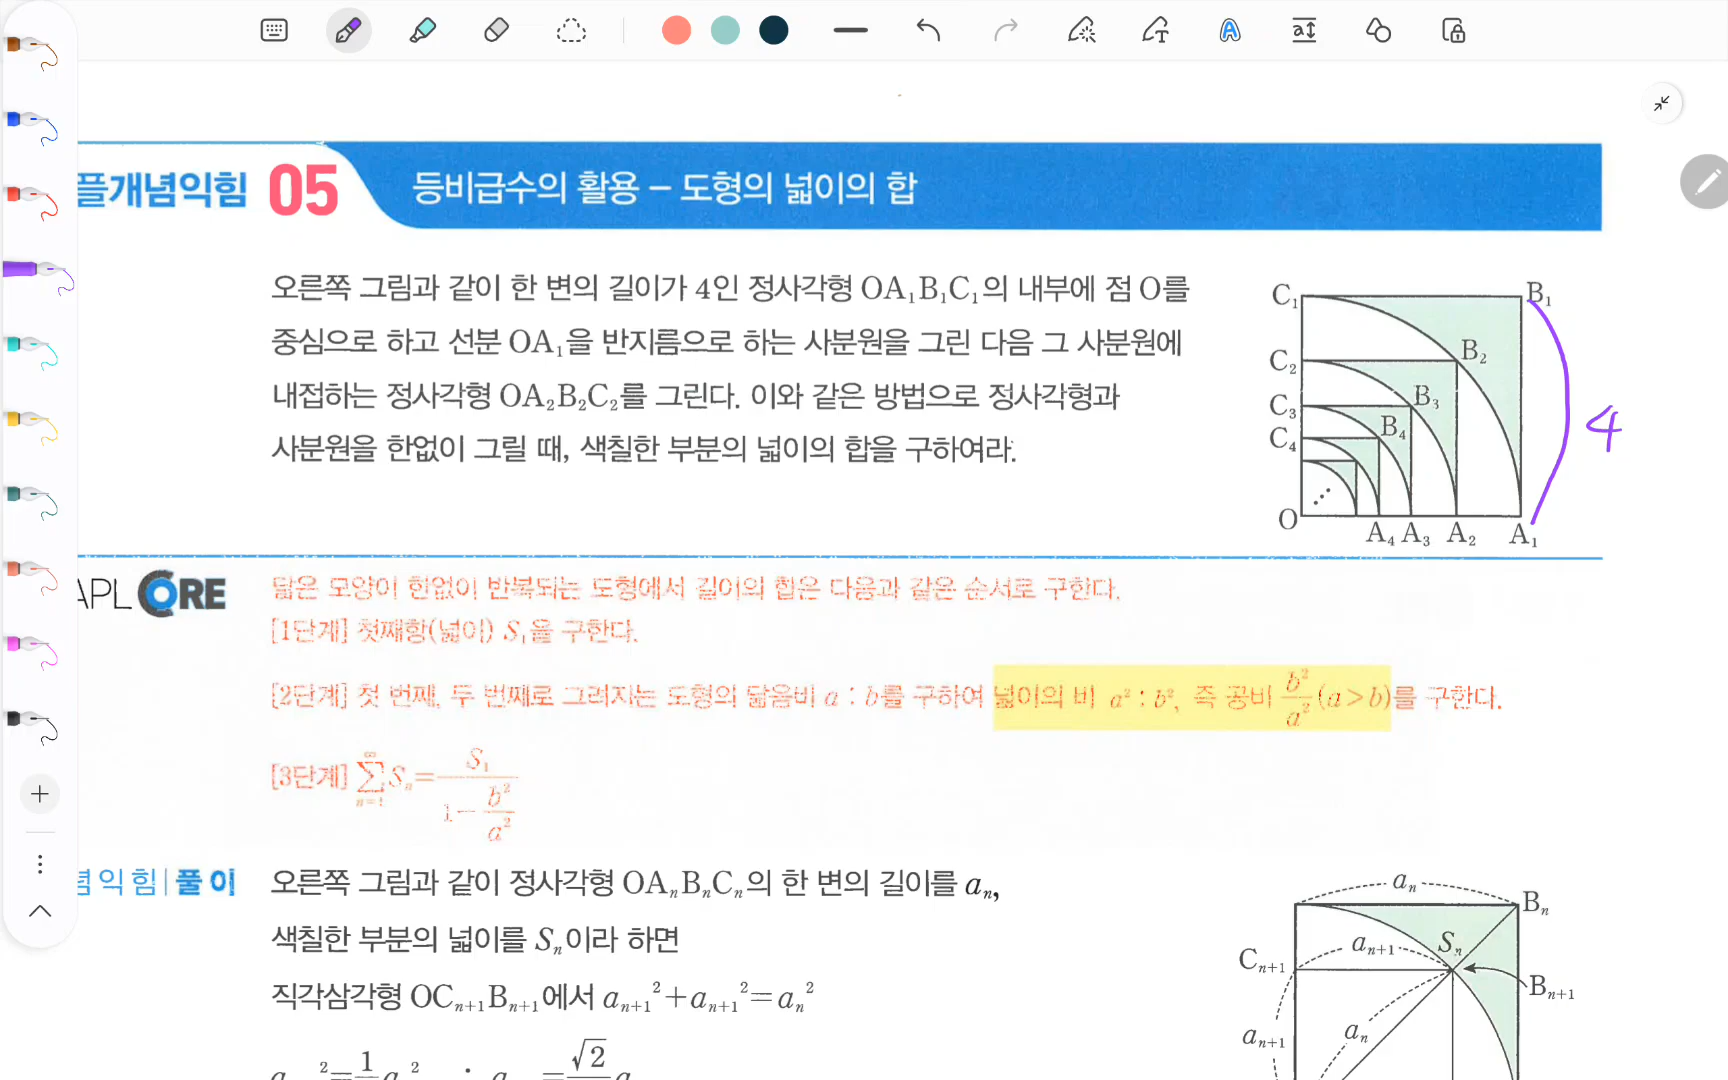 플개념익힘 05 등비급수의 활용 – 도형의 넓이의 합
오른쪽 그림과 같이 한 변의 길이가 4인 정사각형 OA₁B₁C₁의 내부에 점 O를
중심으로 하고 선분 OA₁을 반지름으로 하는 사분원을 그린 다음 그 사분원에
내접하는 정사각형 OA₂B₂C₂를 그린다. 이와 같은 방법으로 정사각형과
사분원을 한없이 그릴 때, 색칠한 부분의 넓이의 합을 구하여라.
C₁ B₁
C₂ B₂
C₃ B₃
C₄ B₄
4
O A₄ A₃ A₂ A₁
APL CORE
닮은 모양이 한없이 반복되는 도형에서 길이의 합은 다음과 같은 순서로 구한다.
[1단계] 첫째항(넓이) S₁을 구한다.
[2단계] 첫 번째, 두 번째로 그려지는 도형의 닮음비 a : b를 구하여 넓이의 비 a² : b², 즉 공비 b²/a² (a > b)를 구한다.
[3단계] ∑_{n=1}^{∞} Sₙ = S₁/(1 − b²/a²)
념익힘 | 풀이
오른쪽 그림과 같이 정사각형 OAₙBₙCₙ의 한 변의 길이를 aₙ,
색칠한 부분의 넓이를 Sₙ이라 하면
직각삼각형 OCₙ₊₁Bₙ₊₁에서 aₙ₊₁² + aₙ₊₁² = aₙ²
aₙ Bₙ
aₙ₊₁ Sₙ
Cₙ₊₁
Bₙ₊₁
aₙ₊₁ aₙ